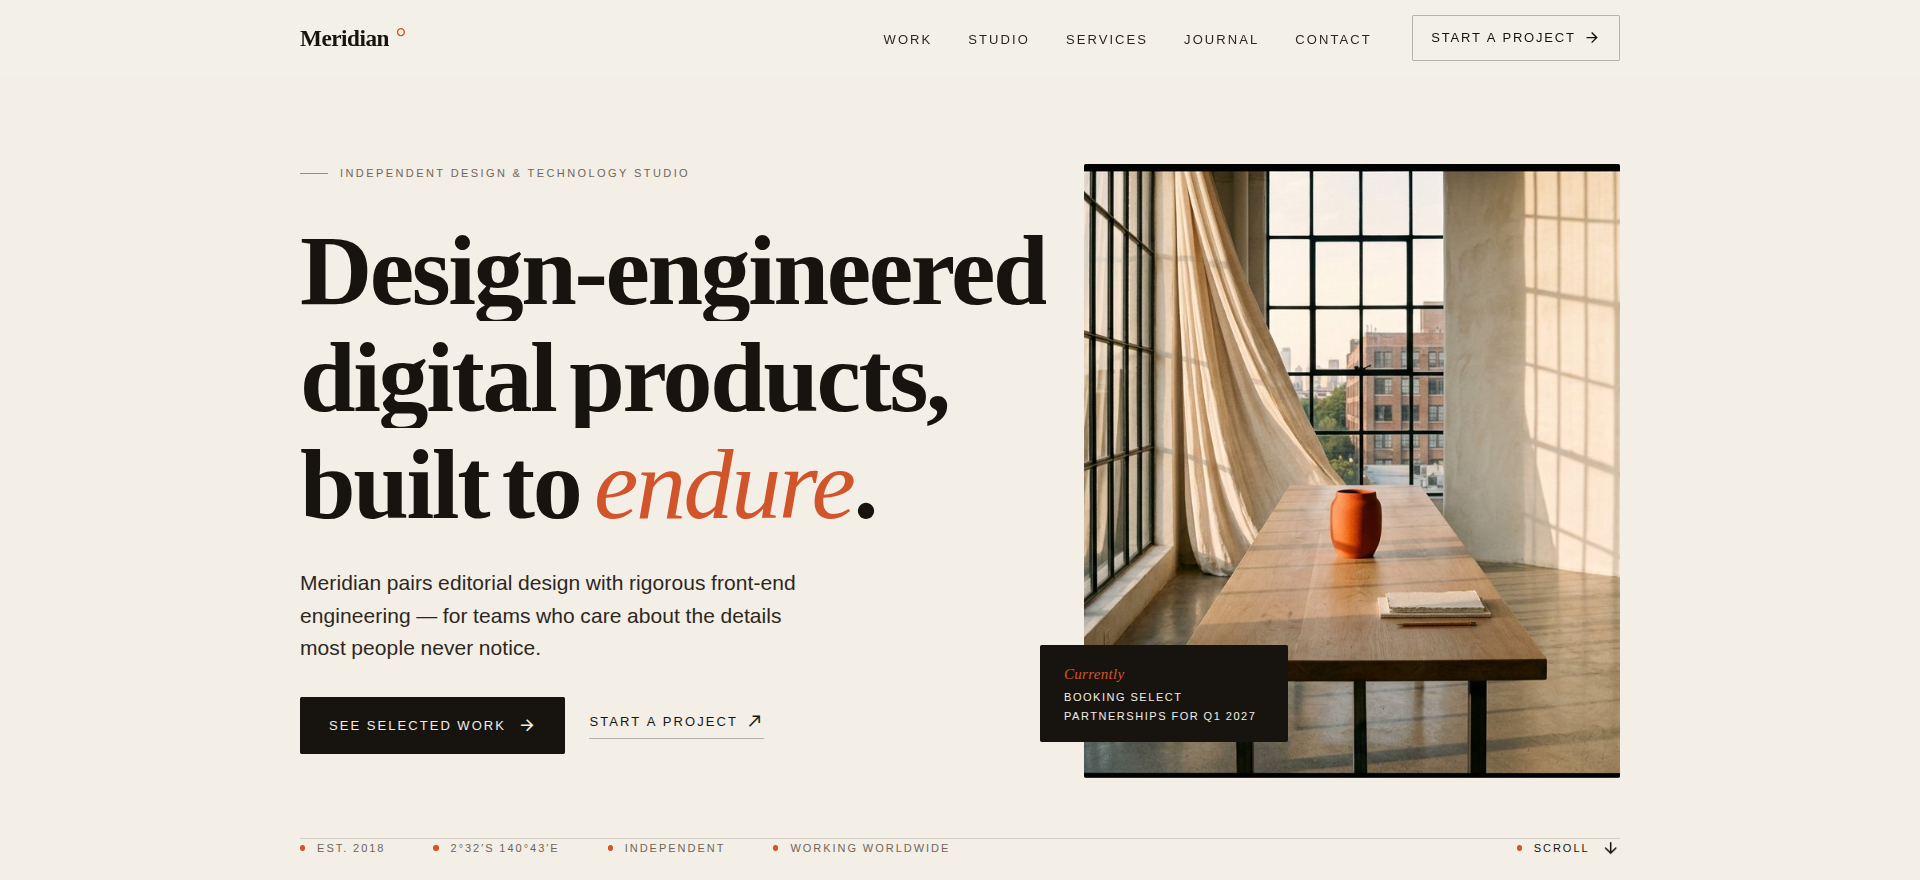 Meridian
WORK STUDIO SERVICES JOURNAL CONTACT START A PROJECT
INDEPENDENT DESIGN & TECHNOLOGY STUDIO
Design-engineered
digital products,
built to endure.
Meridian pairs editorial design with rigorous front-end
engineering — for teams who care about the details
most people never notice.
SEE SELECTED WORK START A PROJECT
Currently
BOOKING SELECT
PARTNERSHIPS FOR Q1 2027
EST. 2018 2°32′S 140°43′E INDEPENDENT WORKING WORLDWIDE SCROLL